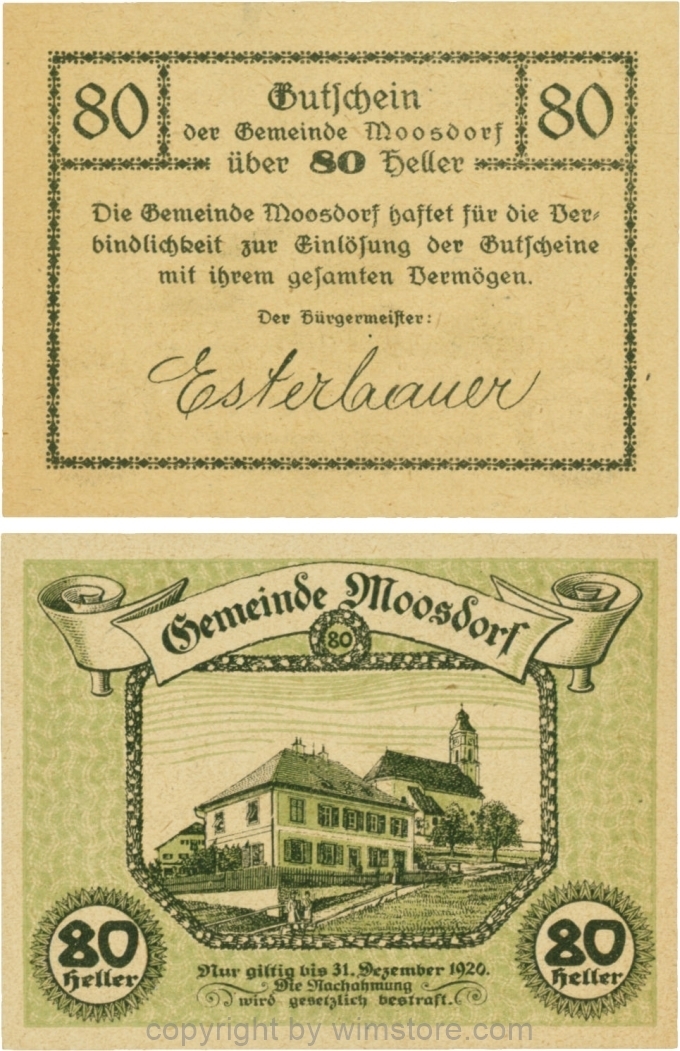 80
Gutschein
80
der Gemeinde Moosdorf
über 80 Heller
Die Gemeinde Moosdorf haftet für die Ver-
bindlichkeit zur Einlösung der Gutscheine
mit ihrem gesamten Vermögen.
Der Bürgermeister:
Esterbauer
Gemeinde Moosdorf
80
80
Heller
80
Heller
Nur giltig bis 31. Dezember 1920.
Die Nachahmung
wird gesetzlich bestraft.
copyright by wimstore.com